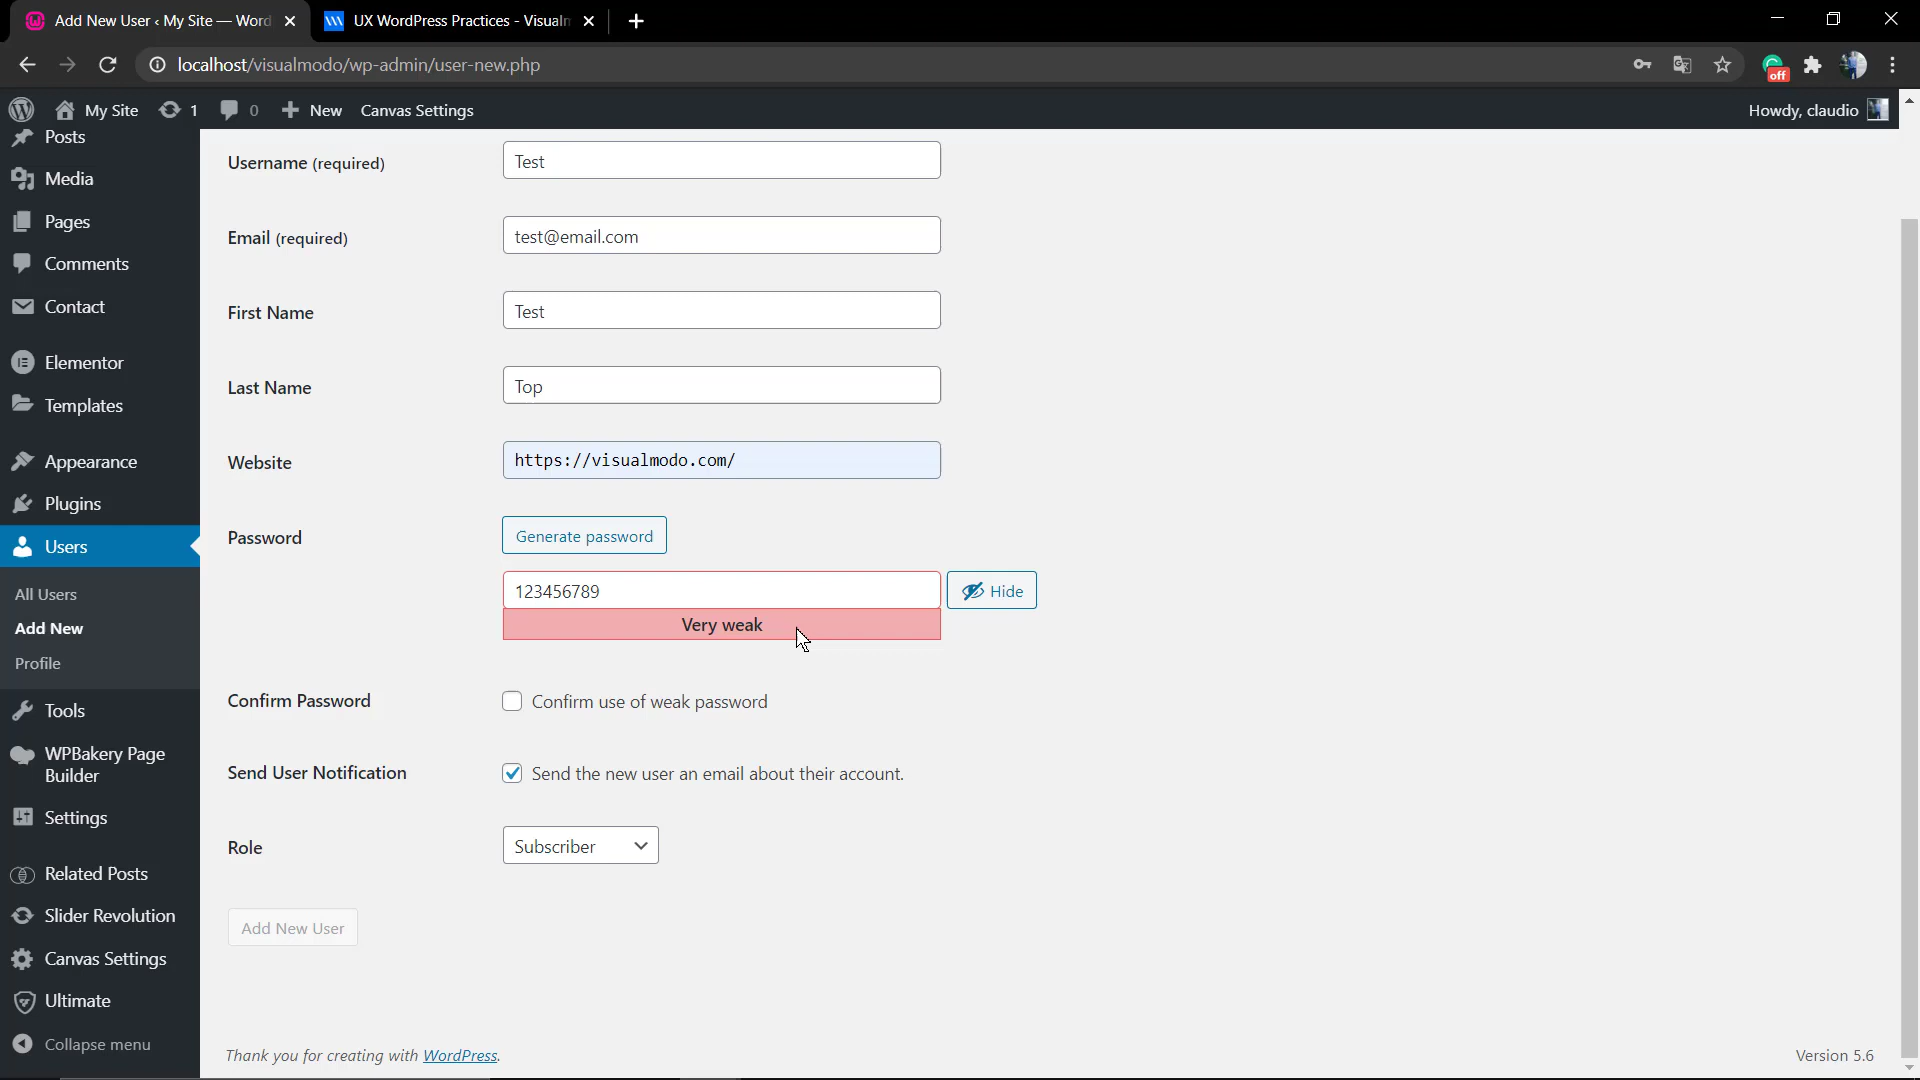 Add New User ‹ My Site — Word
UX WordPress Practices - Visualm
localhost/visualmodo/wp-admin/user-new.php
off
My Site
1
0
New
Canvas Settings
Howdy, claudio
Posts
Media
Pages
Comments
Contact
Elementor
Templates
Appearance
Plugins
Users
All Users
Add New
Profile
Tools
WPBakery Page
Builder
Settings
Related Posts
Slider Revolution
Canvas Settings
Ultimate
Collapse menu
Username (required)
Test
Email (required)
test@email.com
First Name
Test
Last Name
Top
Website
https://visualmodo.com/
Password
Generate password
123456789
Hide
Very weak
Confirm Password
Confirm use of weak password
Send User Notification
Send the new user an email about their account.
Role
Subscriber
Add New User
Thank you for creating with WordPress.
Version 5.6